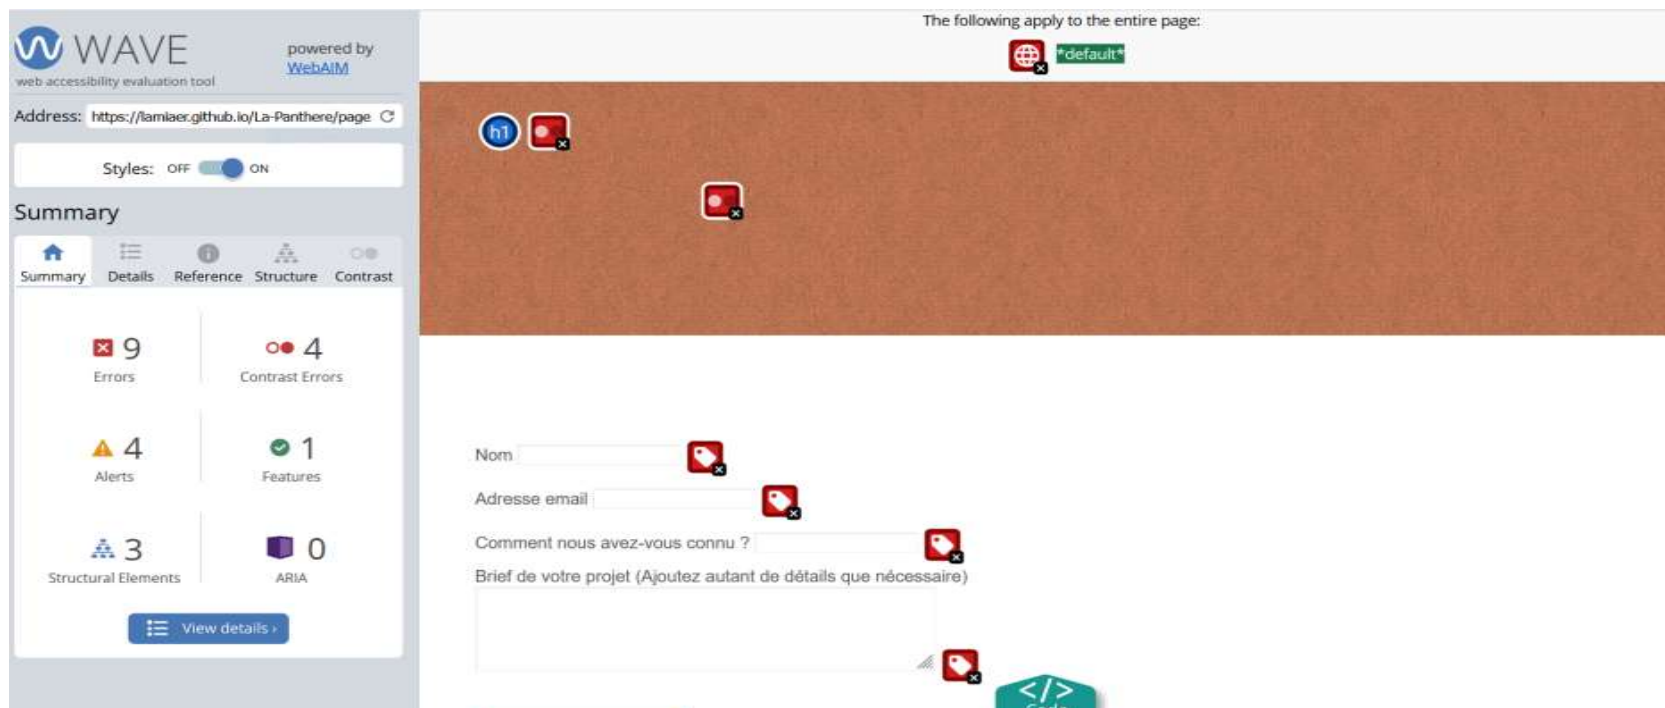 WAVE
powered by
WebAIM
web accessibility evaluation tool
Address: https://lamiaer.github.io/La-Panthere/page
Styles: OFF ON
Summary
Summary Details Reference Structure Contrast
9
Errors
4
Contrast Errors
4
Alerts
1
Features
3
Structural Elements
0
ARIA
View details ›
The following apply to the entire page:
*default*
h1
Nom
Adresse email
Comment nous avez-vous connu ?
Brief de votre projet (Ajoutez autant de détails que nécessaire)
</>
Code